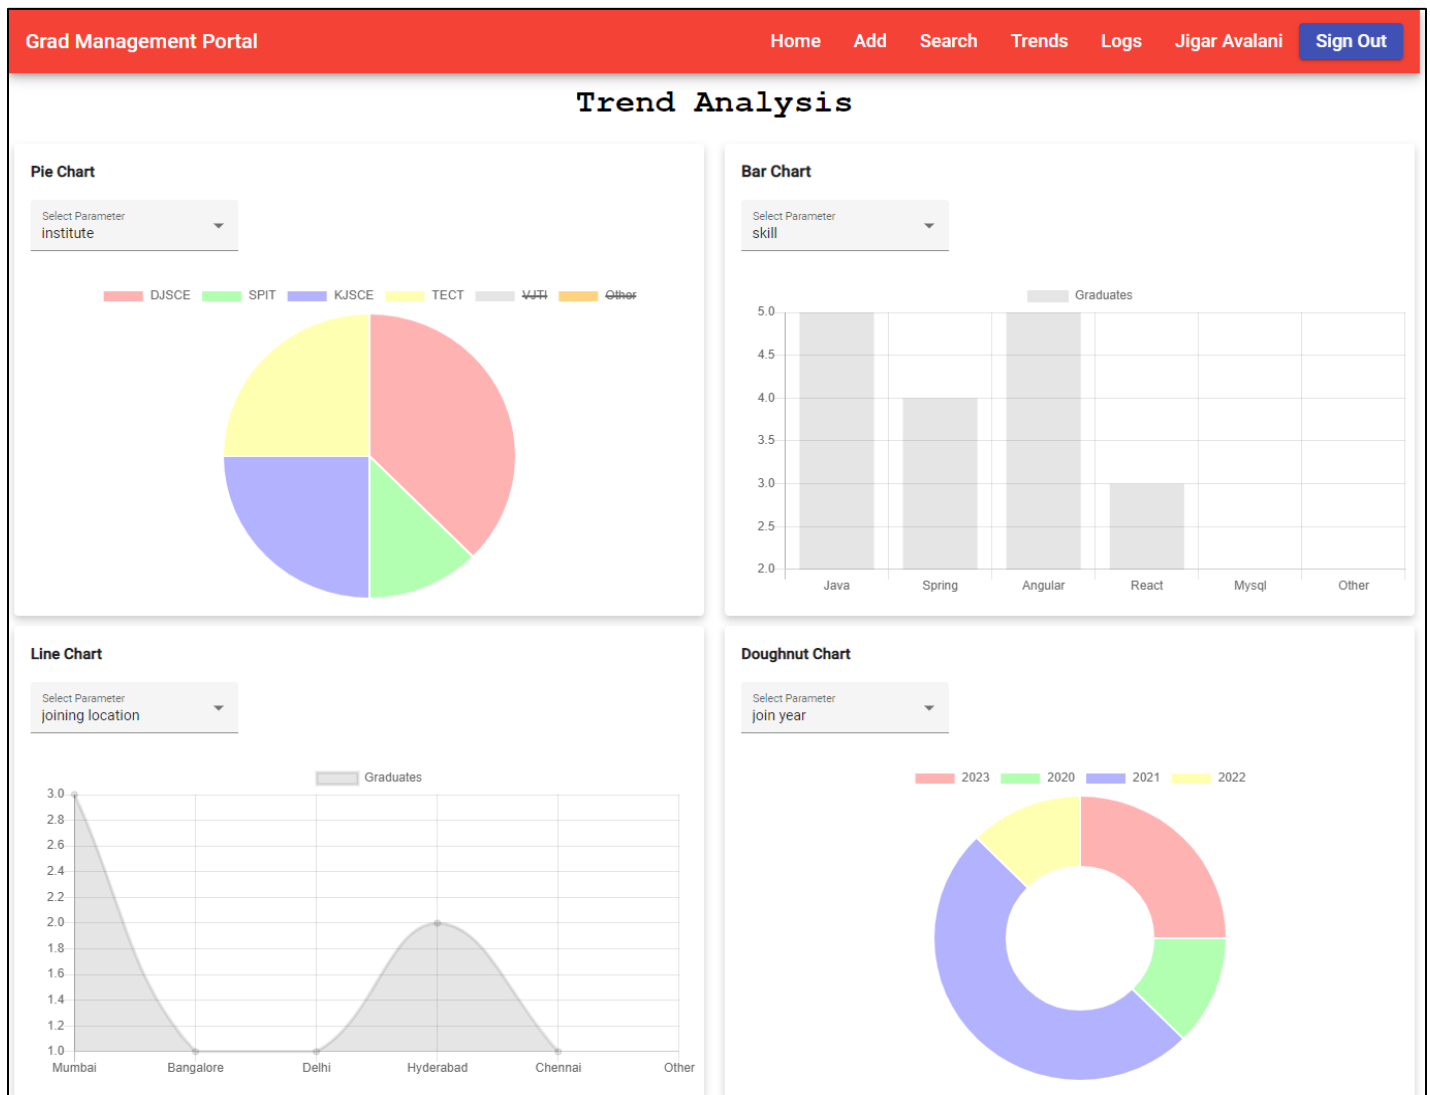 Grad Management Portal Home Add Search Trends Logs Jigar Avalani Sign Out
Trend Analysis
Pie Chart
Select Parameter
institute
DJSCE SPIT KJSCE TECT VJTI Other
Bar Chart
Select Parameter
skill
Graduates
5.0
4.5
4.0
3.5
3.0
2.5
2.0
Java Spring Angular React Mysql Other
Line Chart
Select Parameter
joining location
Graduates
3.0
2.8
2.6
2.4
2.2
2.0
1.8
1.6
1.4
1.2
1.0
Mumbai Bangalore Delhi Hyderabad Chennai Other
Doughnut Chart
Select Parameter
join year
2023 2020 2021 2022